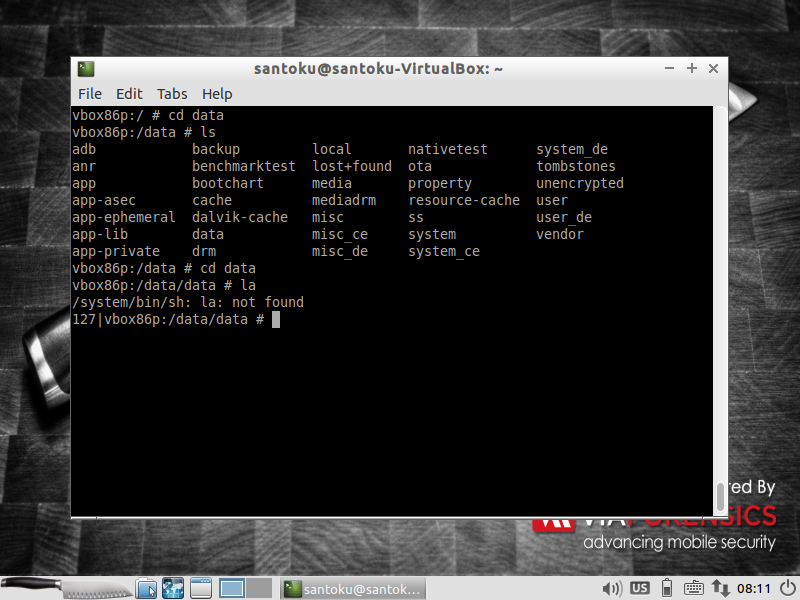 santoku@santoku-VirtualBox: ~
File Edit Tabs Help
vbox86p:/ # cd data
vbox86p:/data # ls
adb backup local nativetest system_de
anr benchmarktest lost+found ota tombstones
app bootchart media property unencrypted
app-asec cache mediadrm resource-cache user
app-ephemeral dalvik-cache misc ss user_de
app-lib data misc_ce system vendor
app-private drm misc_de system_ce
vbox86p:/data # cd data
vbox86p:/data/data # la
/system/bin/sh: la: not found
127|vbox86p:/data/data #
By
advancing mobile security
santoku@santok...
US
08:11